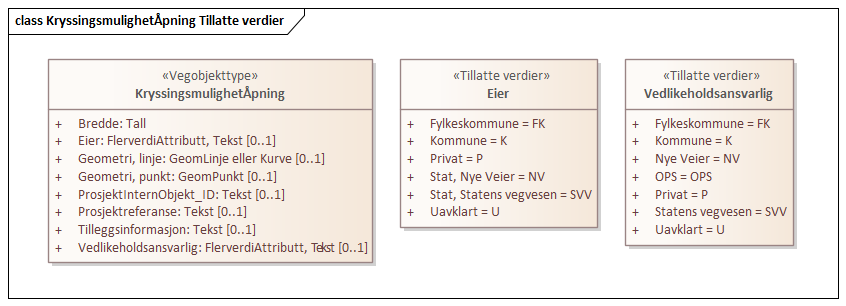 class KryssingsmulighetÅpning Tillatte verdier
«Vegobjekttype»
KryssingsmulighetÅpning
+ Bredde: Tall
+ Eier: FlerverdiAttributt, Tekst [0..1]
+ Geometri, linje: GeomLinje eller Kurve [0..1]
+ Geometri, punkt: GeomPunkt [0..1]
+ ProsjektInternObjekt_ID: Tekst [0..1]
+ Prosjektreferanse: Tekst [0..1]
+ Tilleggsinformasjon: Tekst [0..1]
+ Vedlikeholdsansvarlig: FlerverdiAttributt, Tekst [0..1]
«Tillatte verdier»
Eier
+ Fylkeskommune = FK
+ Kommune = K
+ Privat = P
+ Stat, Nye Veier = NV
+ Stat, Statens vegvesen = SVV
+ Uavklart = U
«Tillatte verdier»
Vedlikeholdsansvarlig
+ Fylkeskommune = FK
+ Kommune = K
+ Nye Veier = NV
+ OPS = OPS
+ Privat = P
+ Statens vegvesen = SVV
+ Uavklart = U